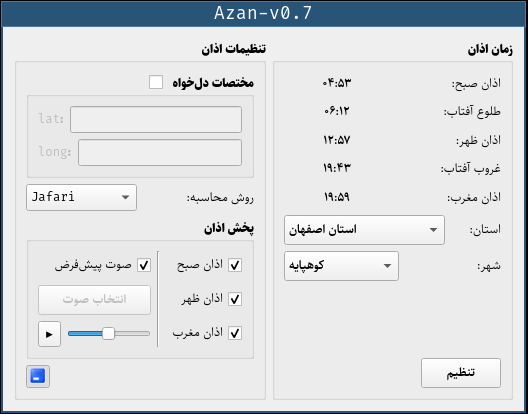 Azan-v0.7
زمان اذان
اذان صبح: ۰۴:۵۳
طلوع آفتاب: ۰۶:۱۲
اذان ظهر: ۱۲:۵۷
غروب آفتاب: ۱۹:۴۳
اذان مغرب: ۱۹:۵۹
استان: استان اصفهان
شهر: کوهپایه
تنظیم
تنظیمات اذان
مختصات دل‌خواه
lat:
long:
روش محاسبه: Jafari
پخش اذان
اذان صبح
اذان ظهر
اذان مغرب
صوت پیش‌فرض
انتخاب صوت